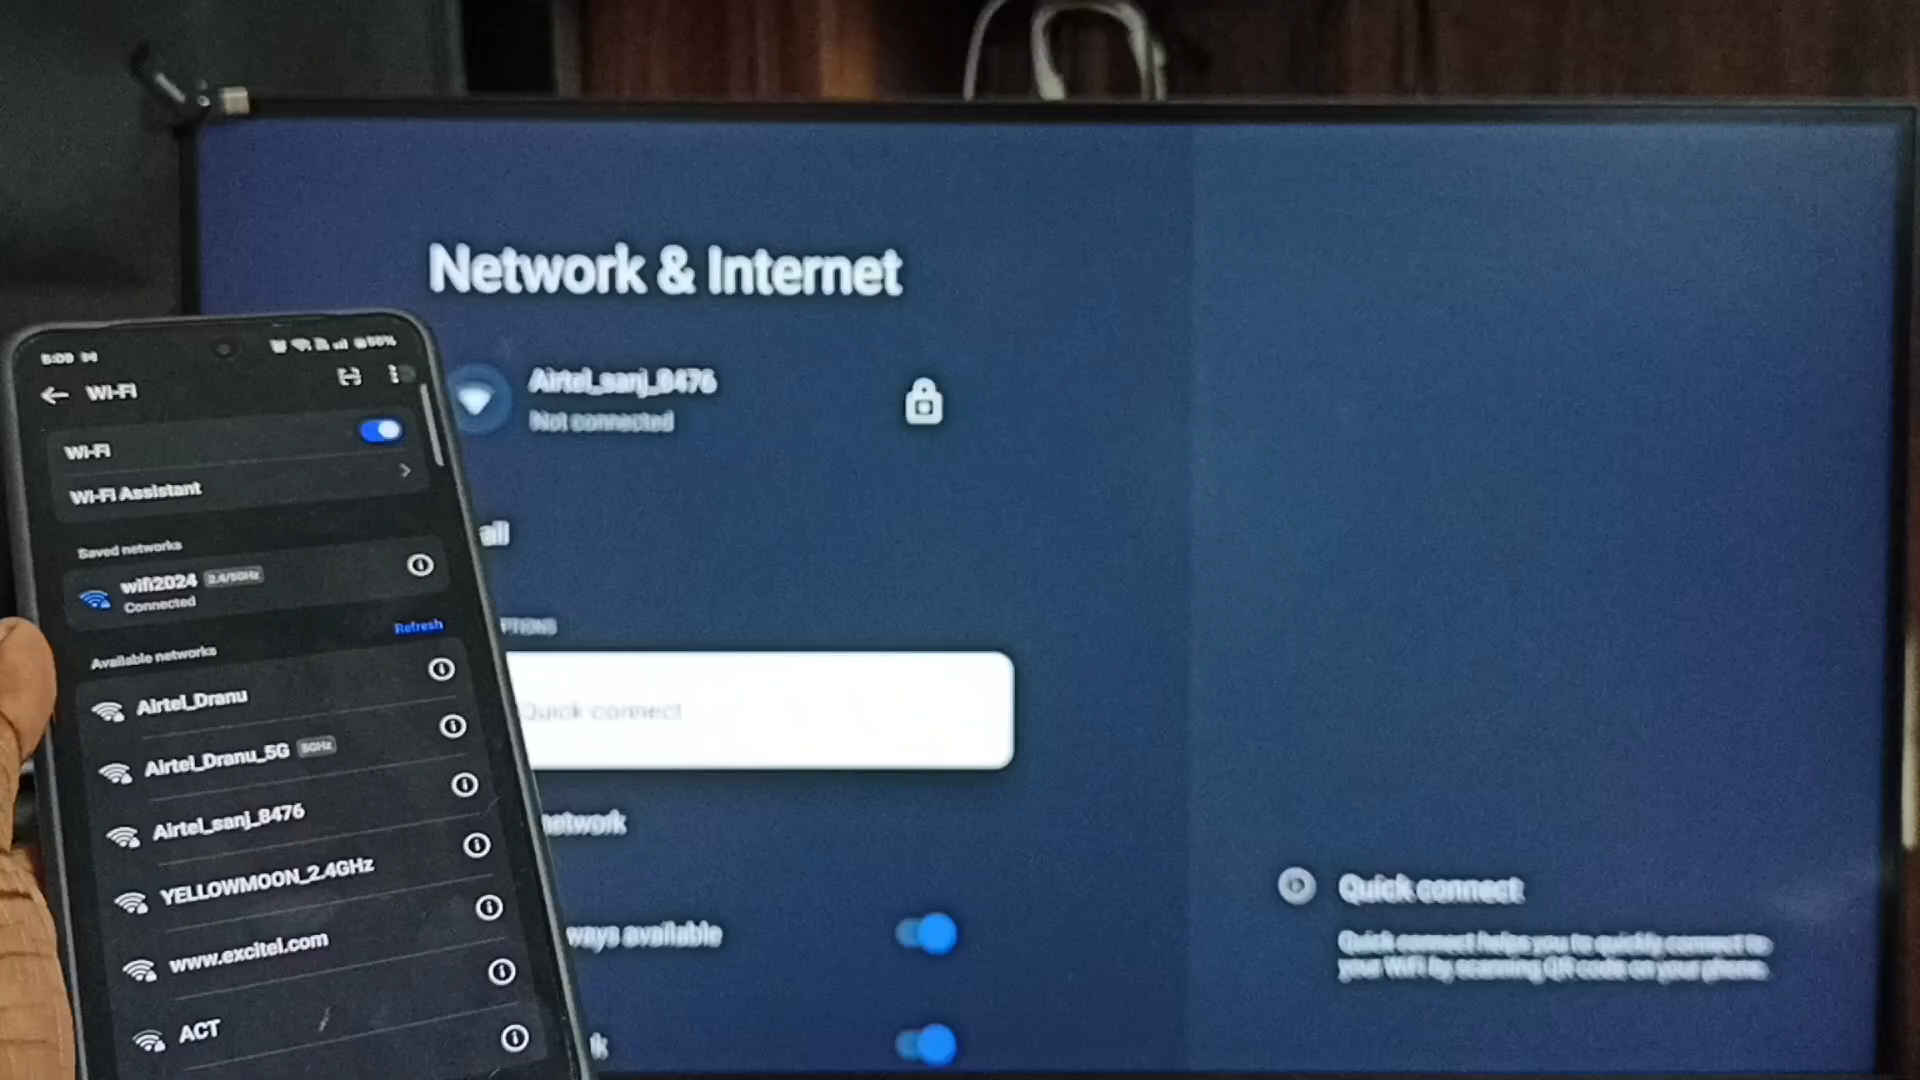 Network & Internet
Airtel_sanj_8476
Not connected
all
PTIONS
Quick connect
network
ways available
k
Quick connect
Quick connect helps you to quickly connect to
your WiFi by scanning QR code on your phone.
Wi-Fi
Wi-Fi
Wi-Fi Assistant
Saved networks
wifi2024 2.4/5GHz
Connected
Refresh
Available networks
Airtel_Dranu
Airtel_Dranu_5G 5GHz
Airtel_sanj_8476
YELLOWMOON_2.4GHz
www.excitel.com
ACT